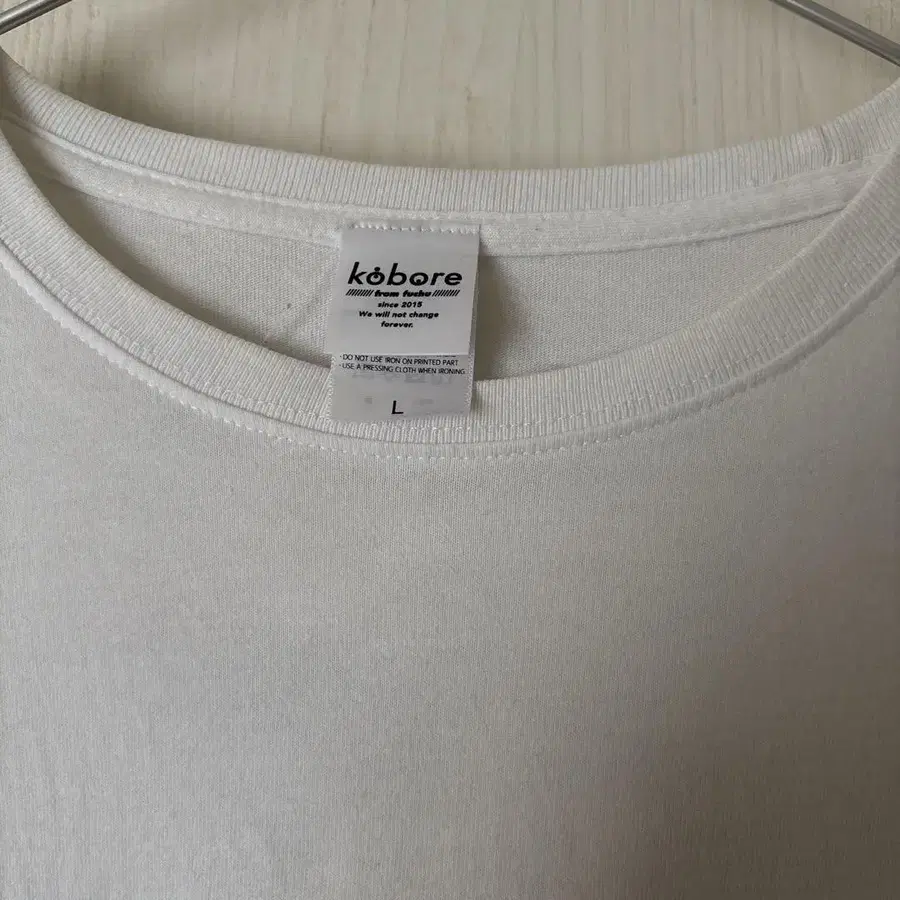 kobore
from fuchu
since 2015
We will not change
forever.
・DO NOT USE IRON ON PRINTED PART
・USE A PRESSING CLOTH WHEN IRONING
L